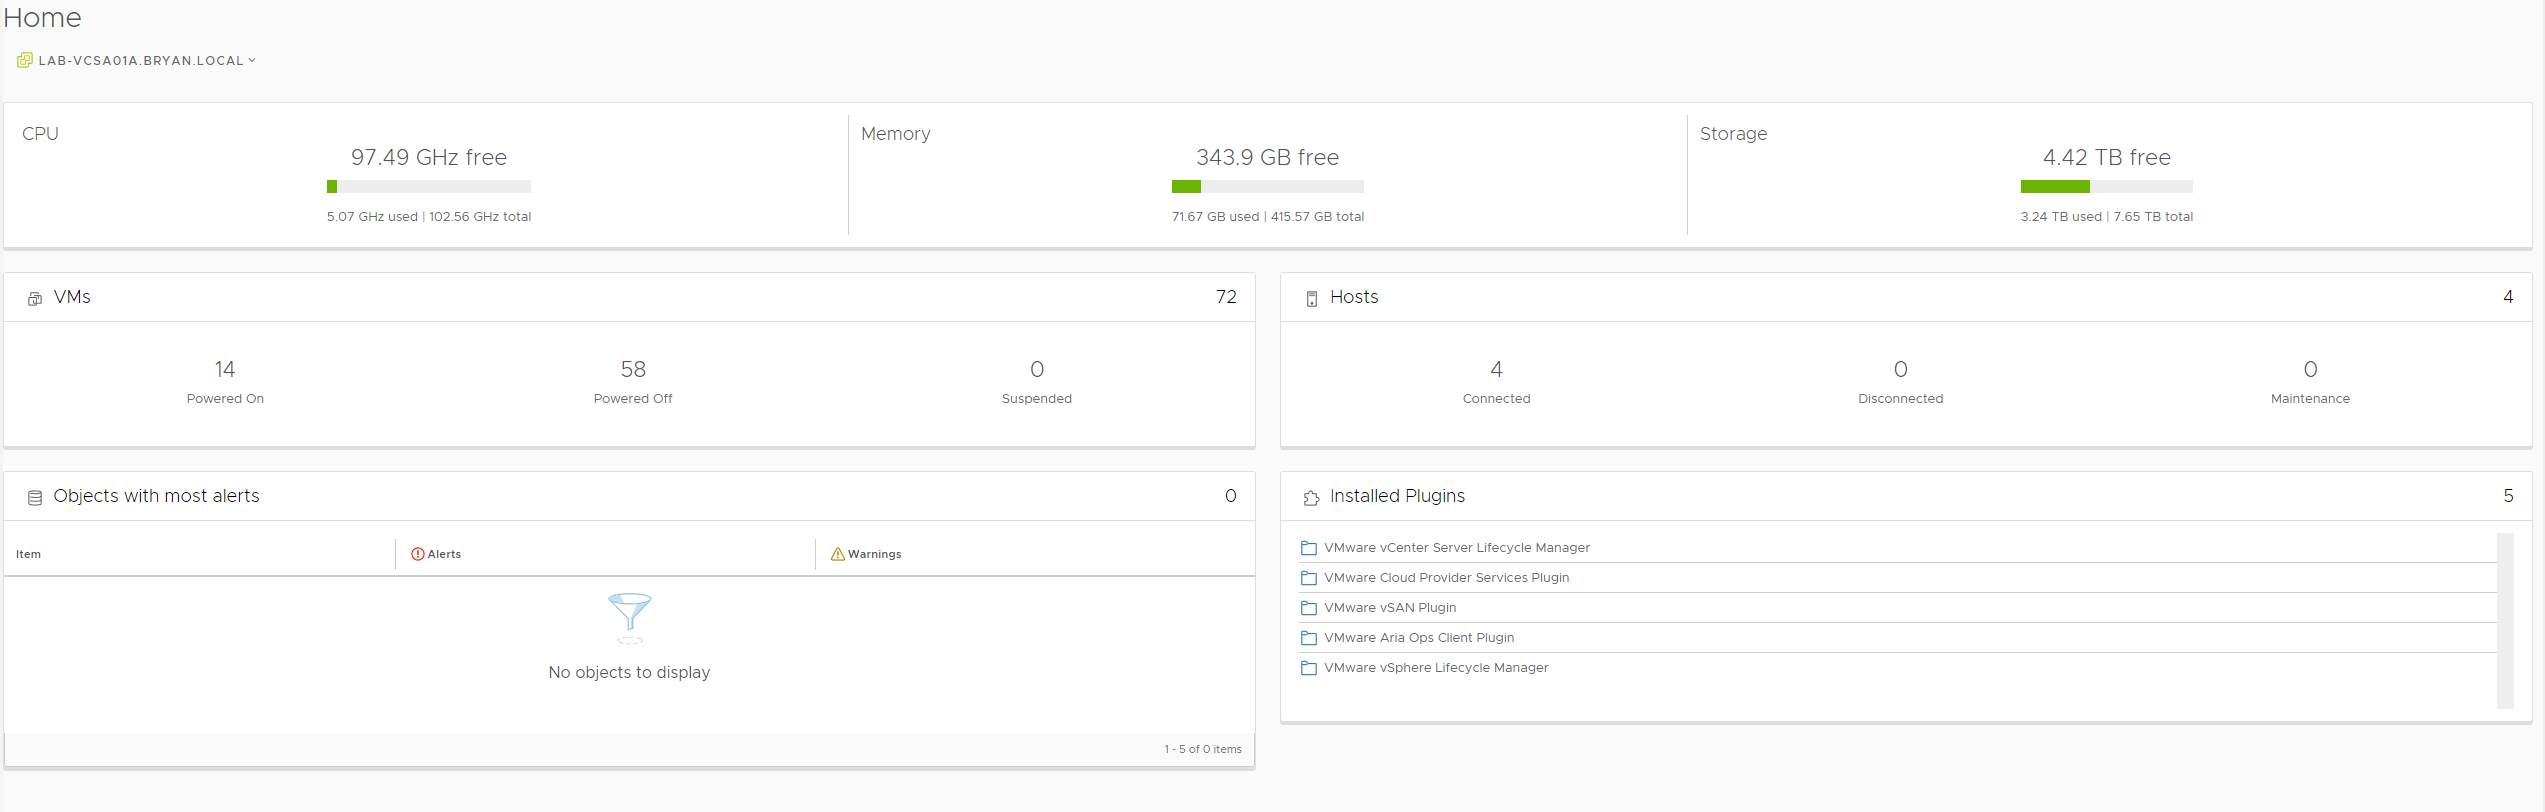 Home
LAB-VCSA01A.BRYAN.LOCAL
CPU
97.49 GHz free
5.07 GHz used | 102.56 GHz total
Memory
343.9 GB free
71.67 GB used | 415.57 GB total
Storage
4.42 TB free
3.24 TB used | 7.65 TB total
VMs 72
14 58 0
Powered On Powered Off Suspended
Hosts 4
4 0 0
Connected Disconnected Maintenance
Objects with most alerts 0
Item Alerts Warnings
No objects to display
1 - 5 of 0 items
Installed Plugins 5
VMware vCenter Server Lifecycle Manager
VMware Cloud Provider Services Plugin
VMware vSAN Plugin
VMware Aria Ops Client Plugin
VMware vSphere Lifecycle Manager